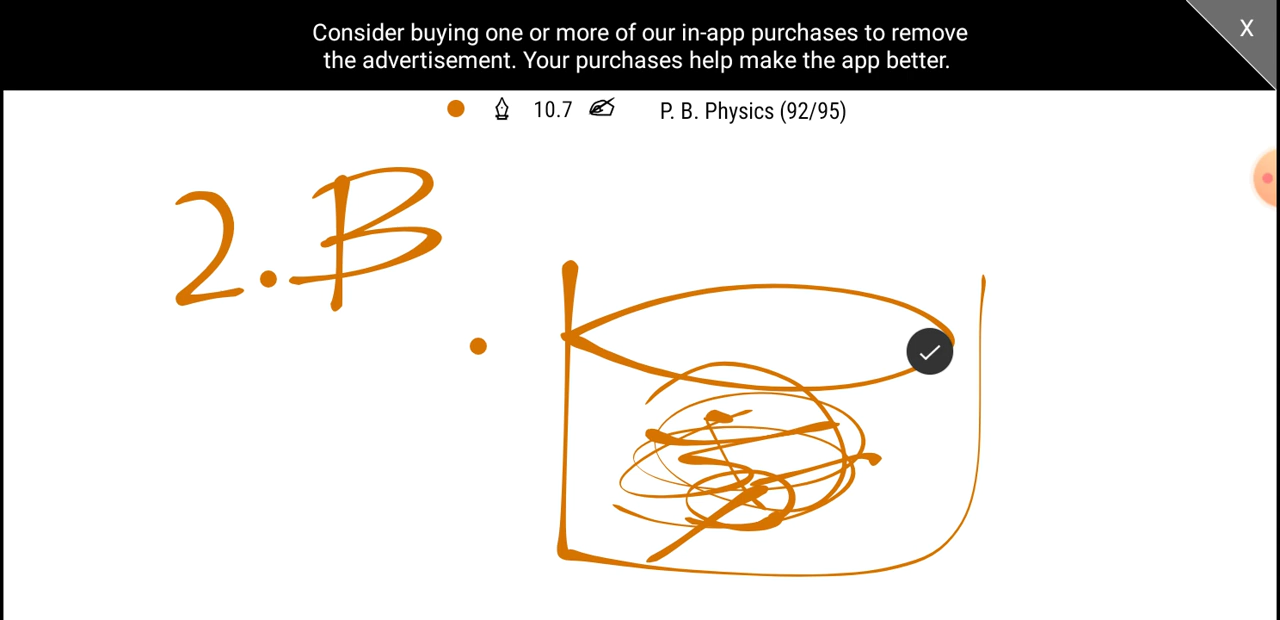 Consider buying one or more of our in-app purchases to remove
the advertisement. Your purchases help make the app better.
X
10.7 P. B. Physics (92/95)
2.B